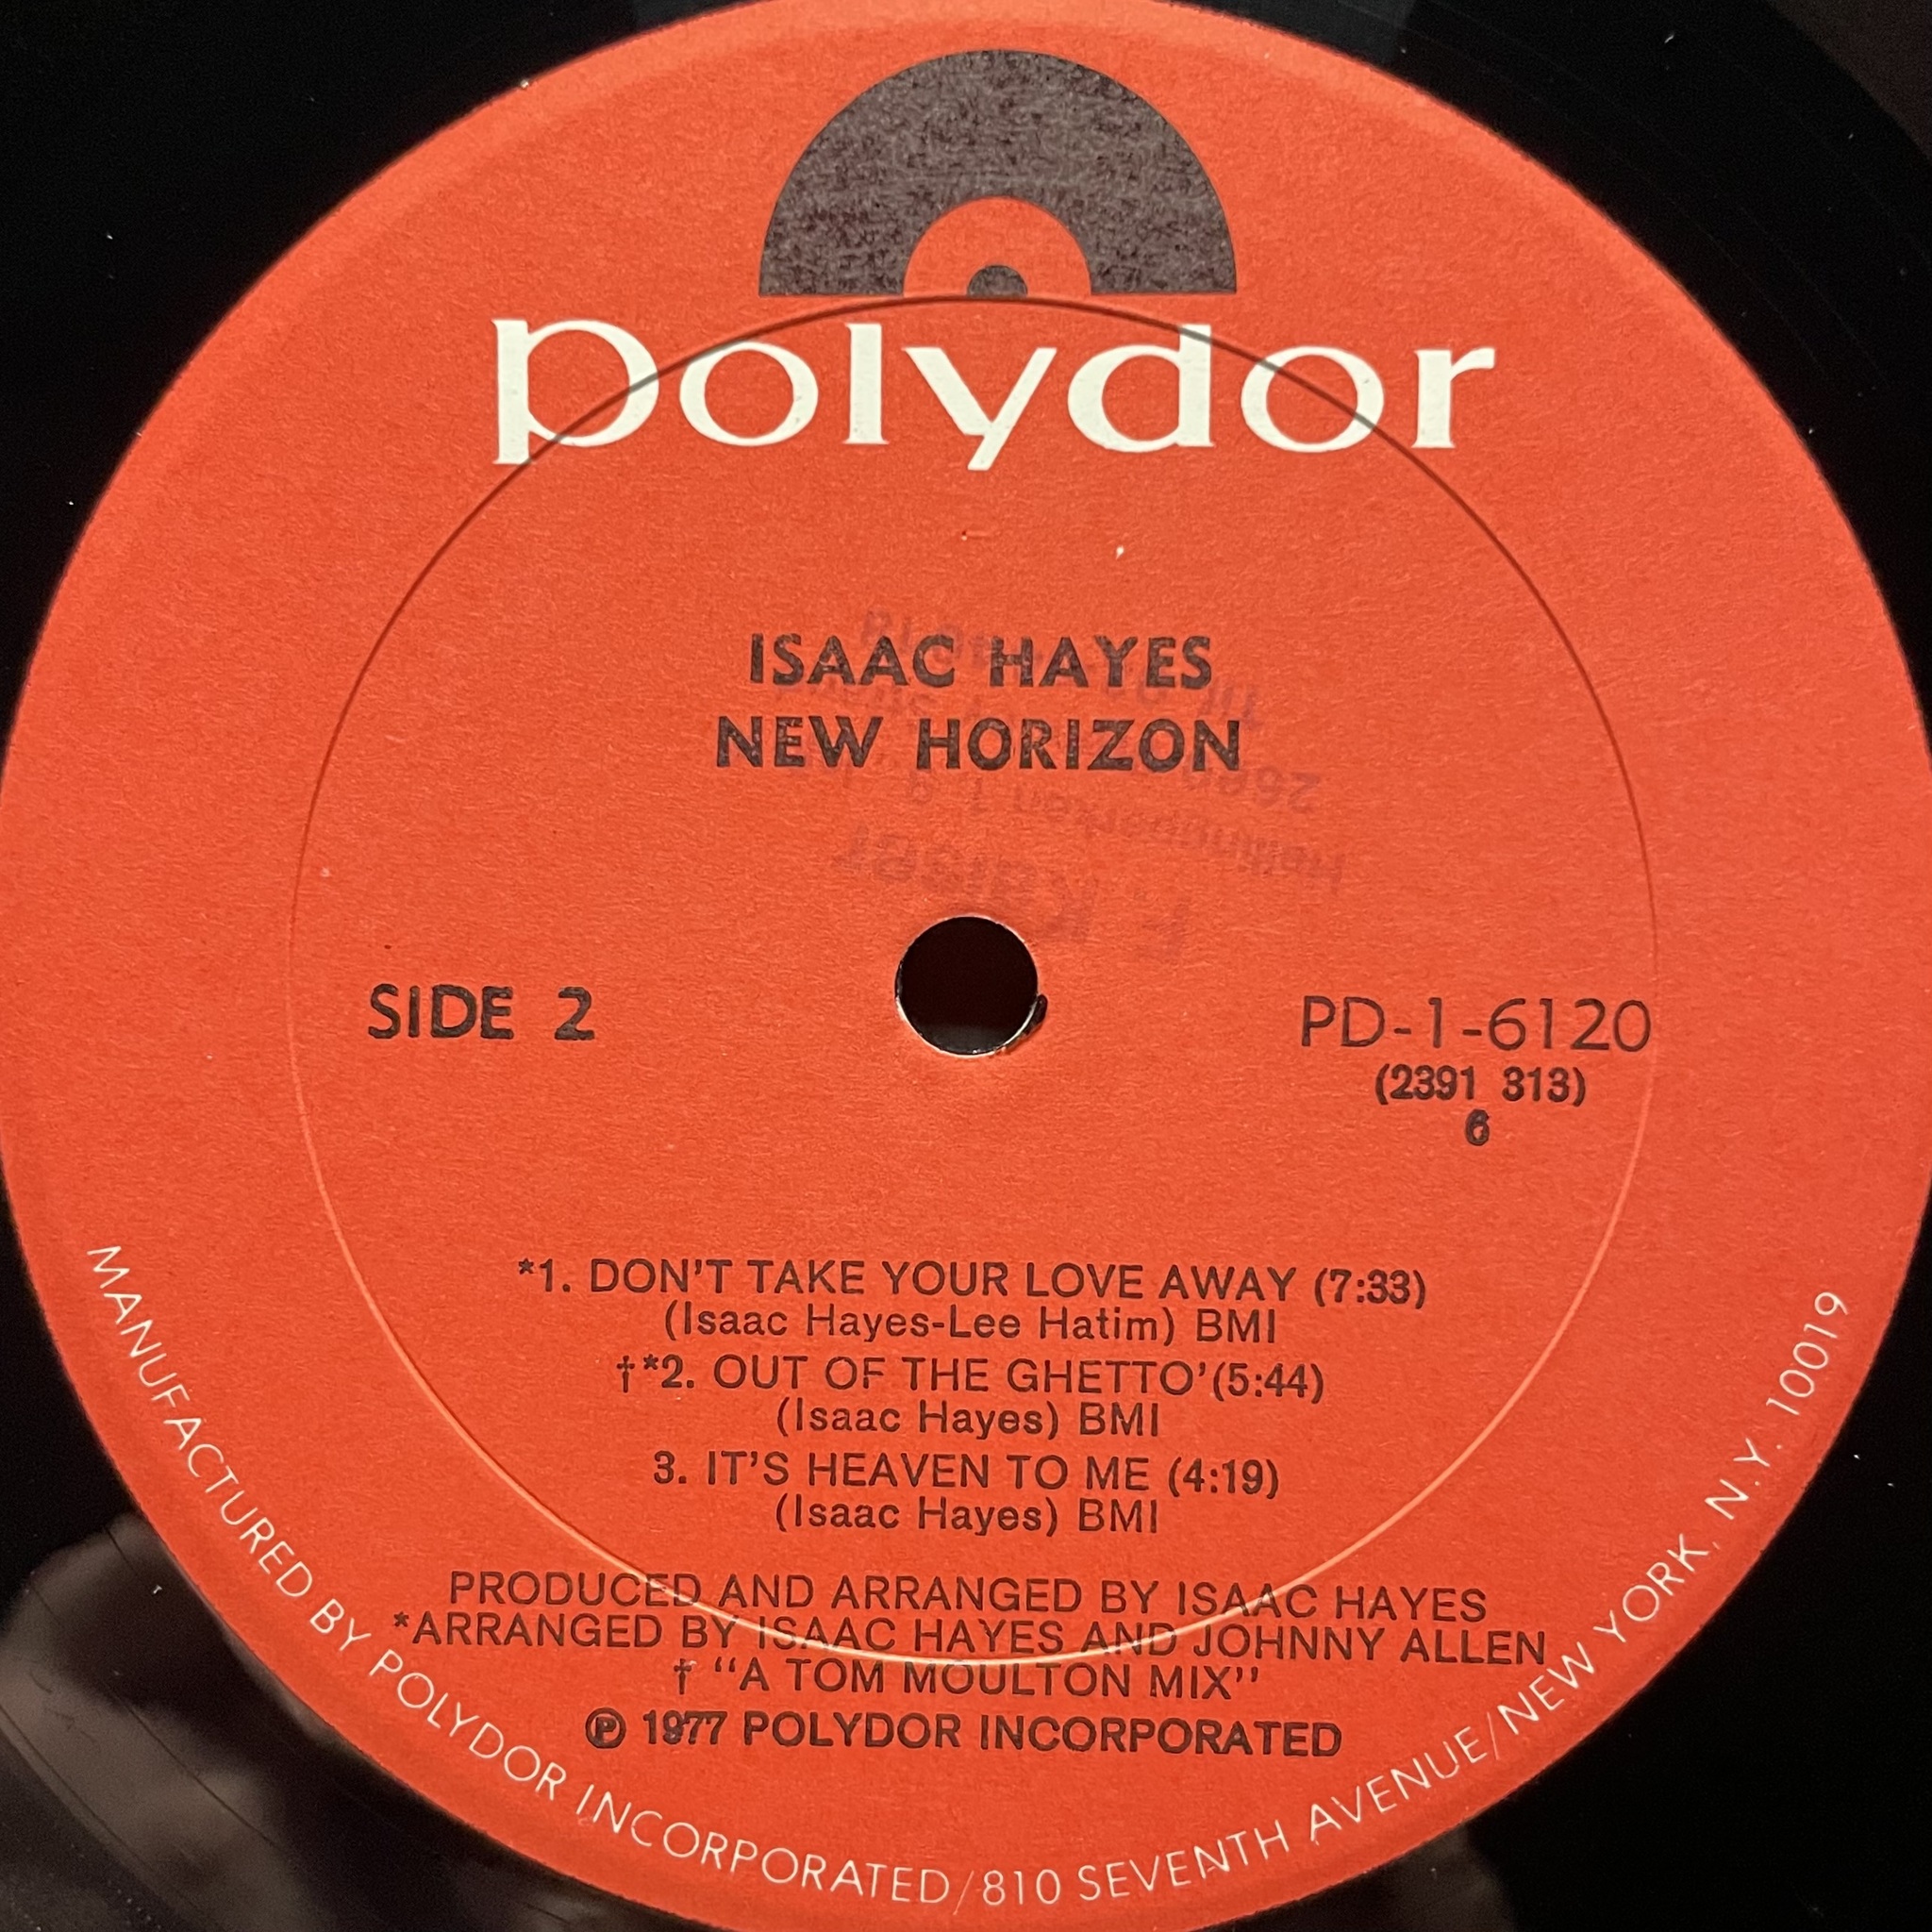 polydor
ISAAC HAYES
NEW HORIZON
SIDE 2
PD-1-6120
(2391 313)
6
*1. DON'T TAKE YOUR LOVE AWAY (7:33)
(Isaac Hayes-Lee Hatim) BMI
†*2. OUT OF THE GHETTO'(5:44)
(Isaac Hayes) BMI
3. IT'S HEAVEN TO ME (4:19)
(Isaac Hayes) BMI
PRODUCED AND ARRANGED BY ISAAC HAYES
*ARRANGED BY ISAAC HAYES AND JOHNNY ALLEN
† "A TOM MOULTON MIX"
Ⓟ 1977 POLYDOR INCORPORATED
MANUFACTURED BY POLYDOR INCORPORATED/810 SEVENTH AVENUE/NEW YORK, N.Y. 10019